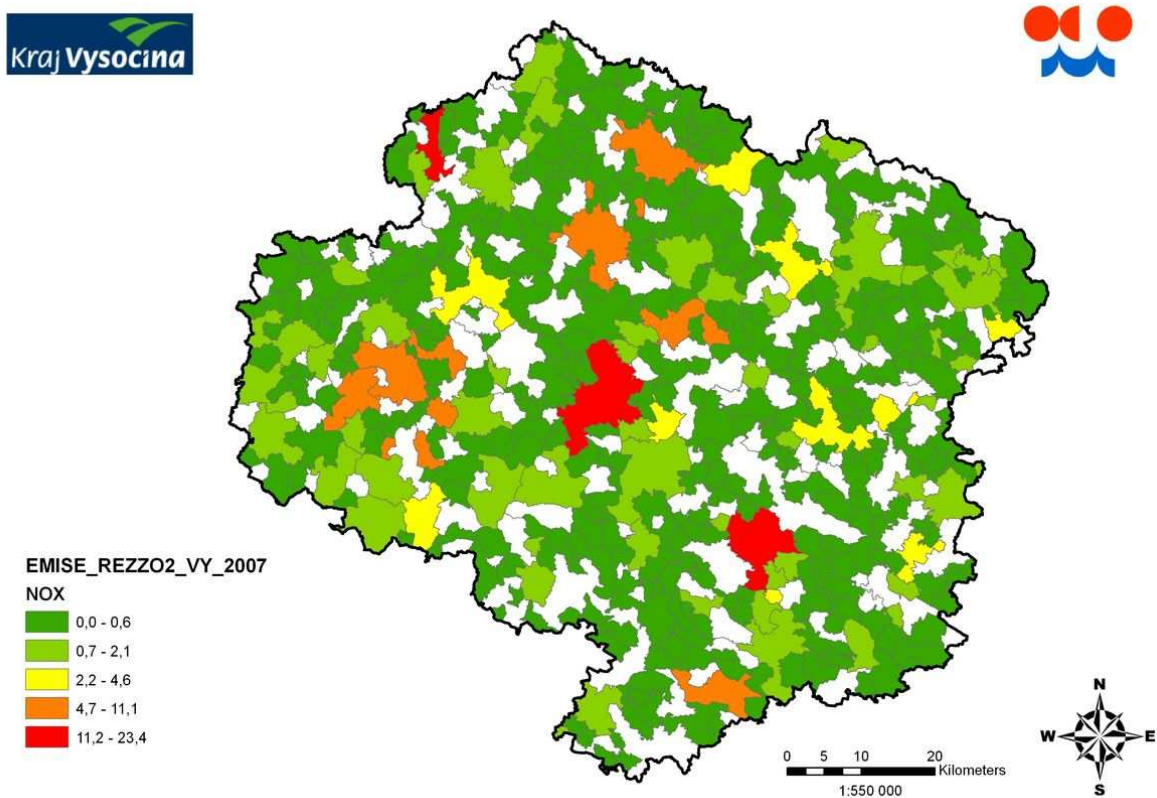 Kraj Vysočina
EMISE_REZZO2_VY_2007
NOX
0,0 - 0,6
0,7 - 2,1
2,2 - 4,6
4,7 - 11,1
11,2 - 23,4
N
W E
S
0 5 10 20
Kilometers
1:550 000